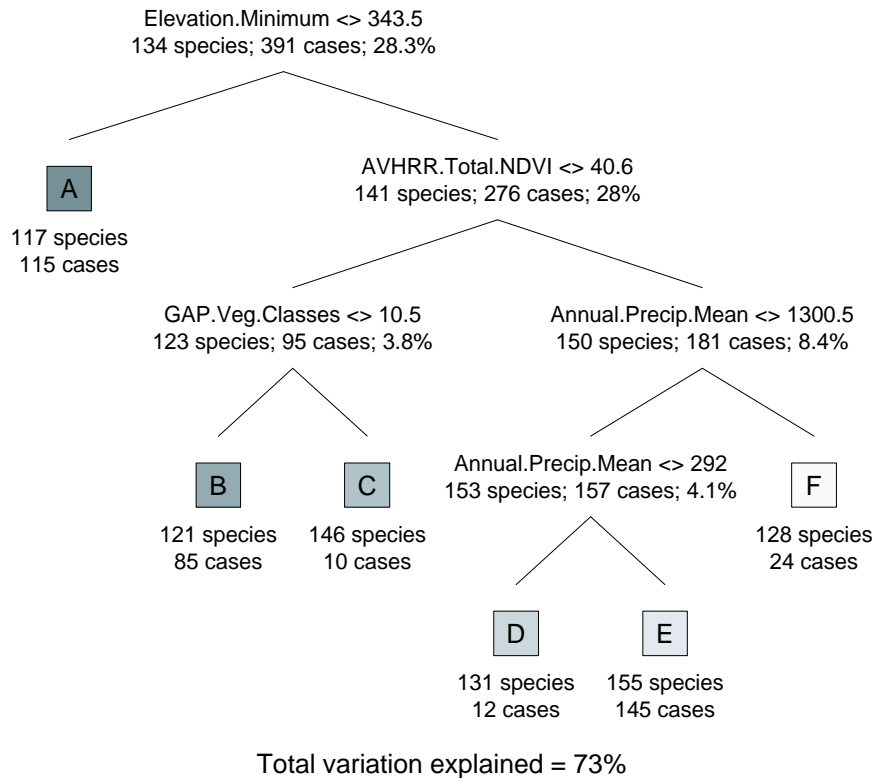 Elevation.Minimum <> 343.5
134 species; 391 cases; 28.3%
A
117 species
115 cases
AVHRR.Total.NDVI <> 40.6
141 species; 276 cases; 28%
GAP.Veg.Classes <> 10.5
123 species; 95 cases; 3.8%
Annual.Precip.Mean <> 1300.5
150 species; 181 cases; 8.4%
B
121 species
85 cases
C
146 species
10 cases
Annual.Precip.Mean <> 292
153 species; 157 cases; 4.1%
F
128 species
24 cases
D
131 species
12 cases
E
155 species
145 cases
Total variation explained = 73%